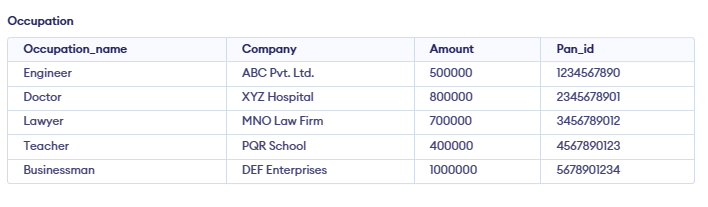 Occupation
Occupation_name Company Amount Pan_id
Engineer ABC Pvt. Ltd. 500000 1234567890
Doctor XYZ Hospital 800000 2345678901
Lawyer MNO Law Firm 700000 3456789012
Teacher PQR School 400000 4567890123
Businessman DEF Enterprises 1000000 5678901234